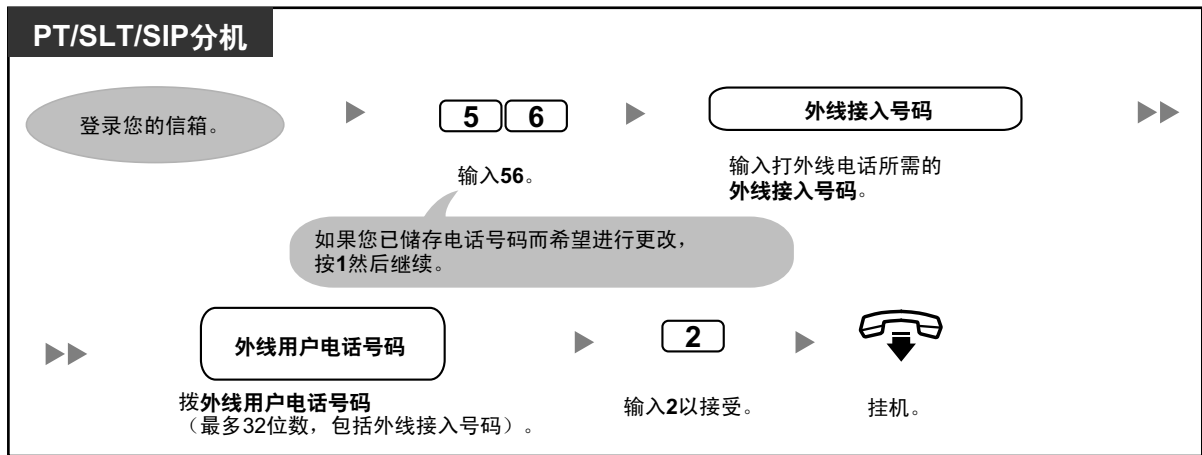 PT/SLT/SIP分机
登录您的信箱。
5 6
外线接入号码
输入56。
输入打外线电话所需的
外线接入号码。
如果您已储存电话号码而希望进行更改，
按1然后继续。
外线用户电话号码
2
拨外线用户电话号码
（最多32位数，包括外线接入号码）。
输入2以接受。
挂机。